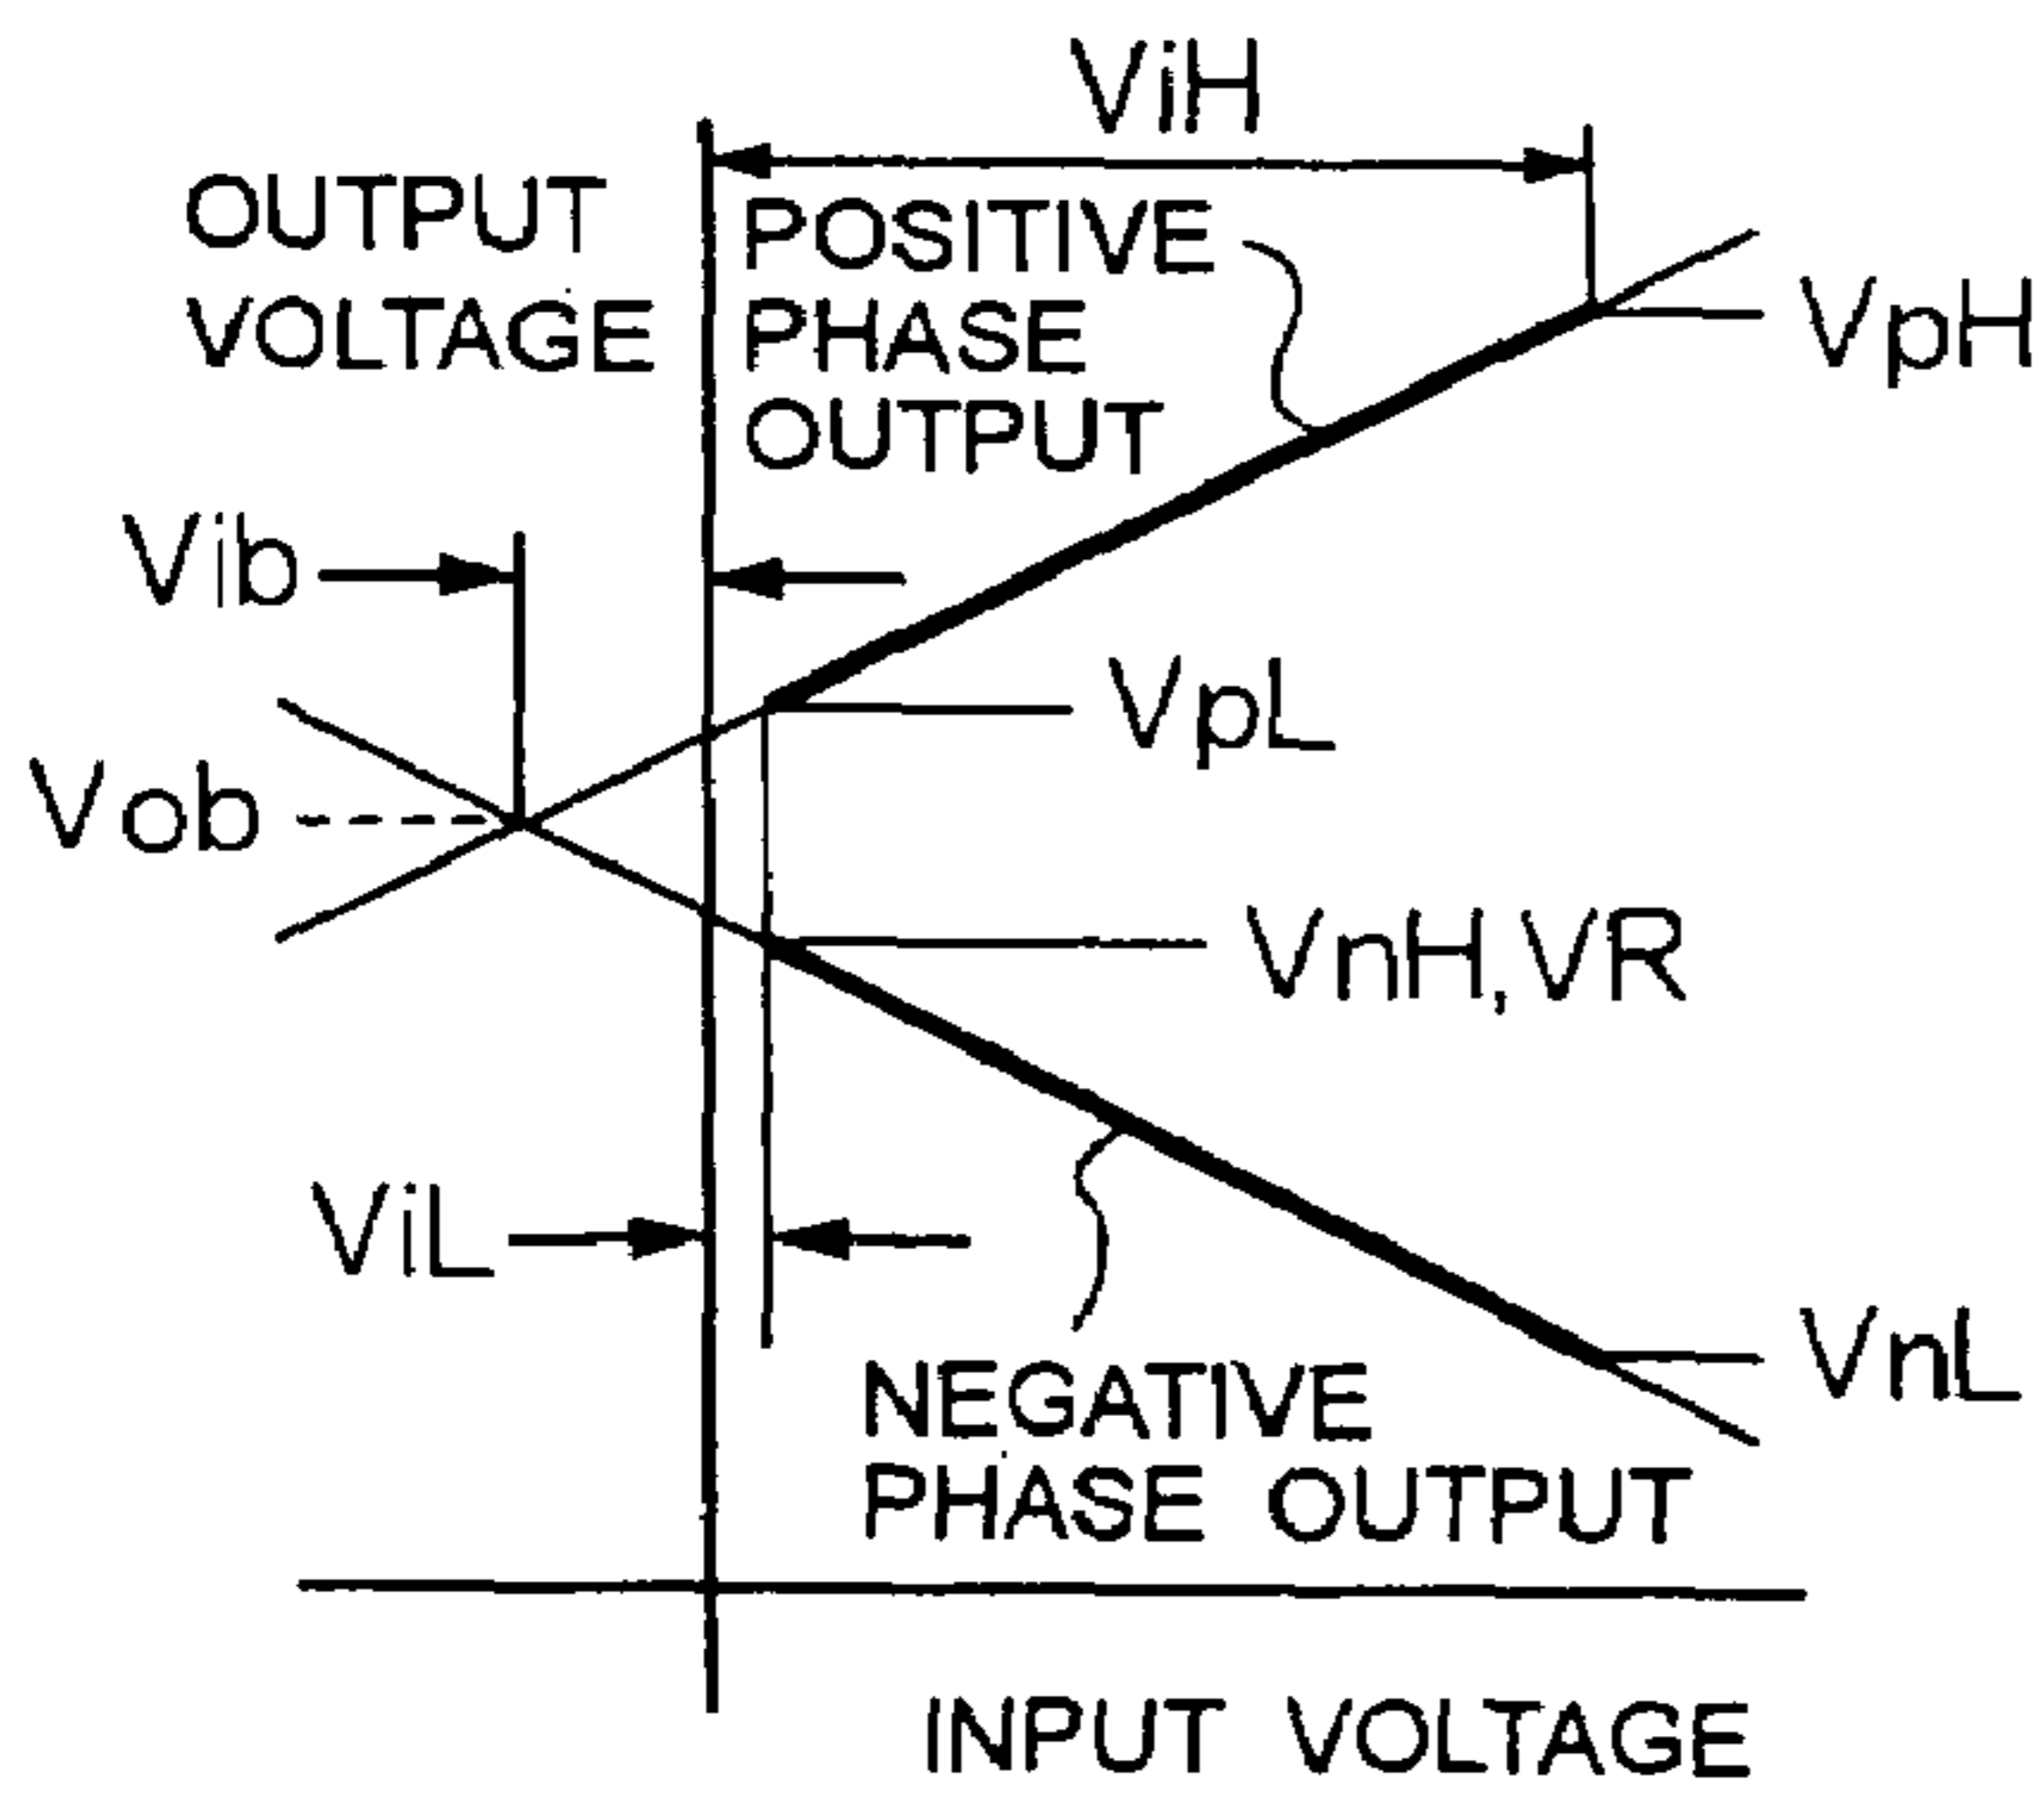 ViH
OUTPUT
VOLTAGE
POSITIVE
PHASE
OUTPUT
VpH
Vib
VpL
Vob
VnH,VR
ViL
VnL
NEGATIVE
PHASE OUTPUT
INPUT VOLTAGE